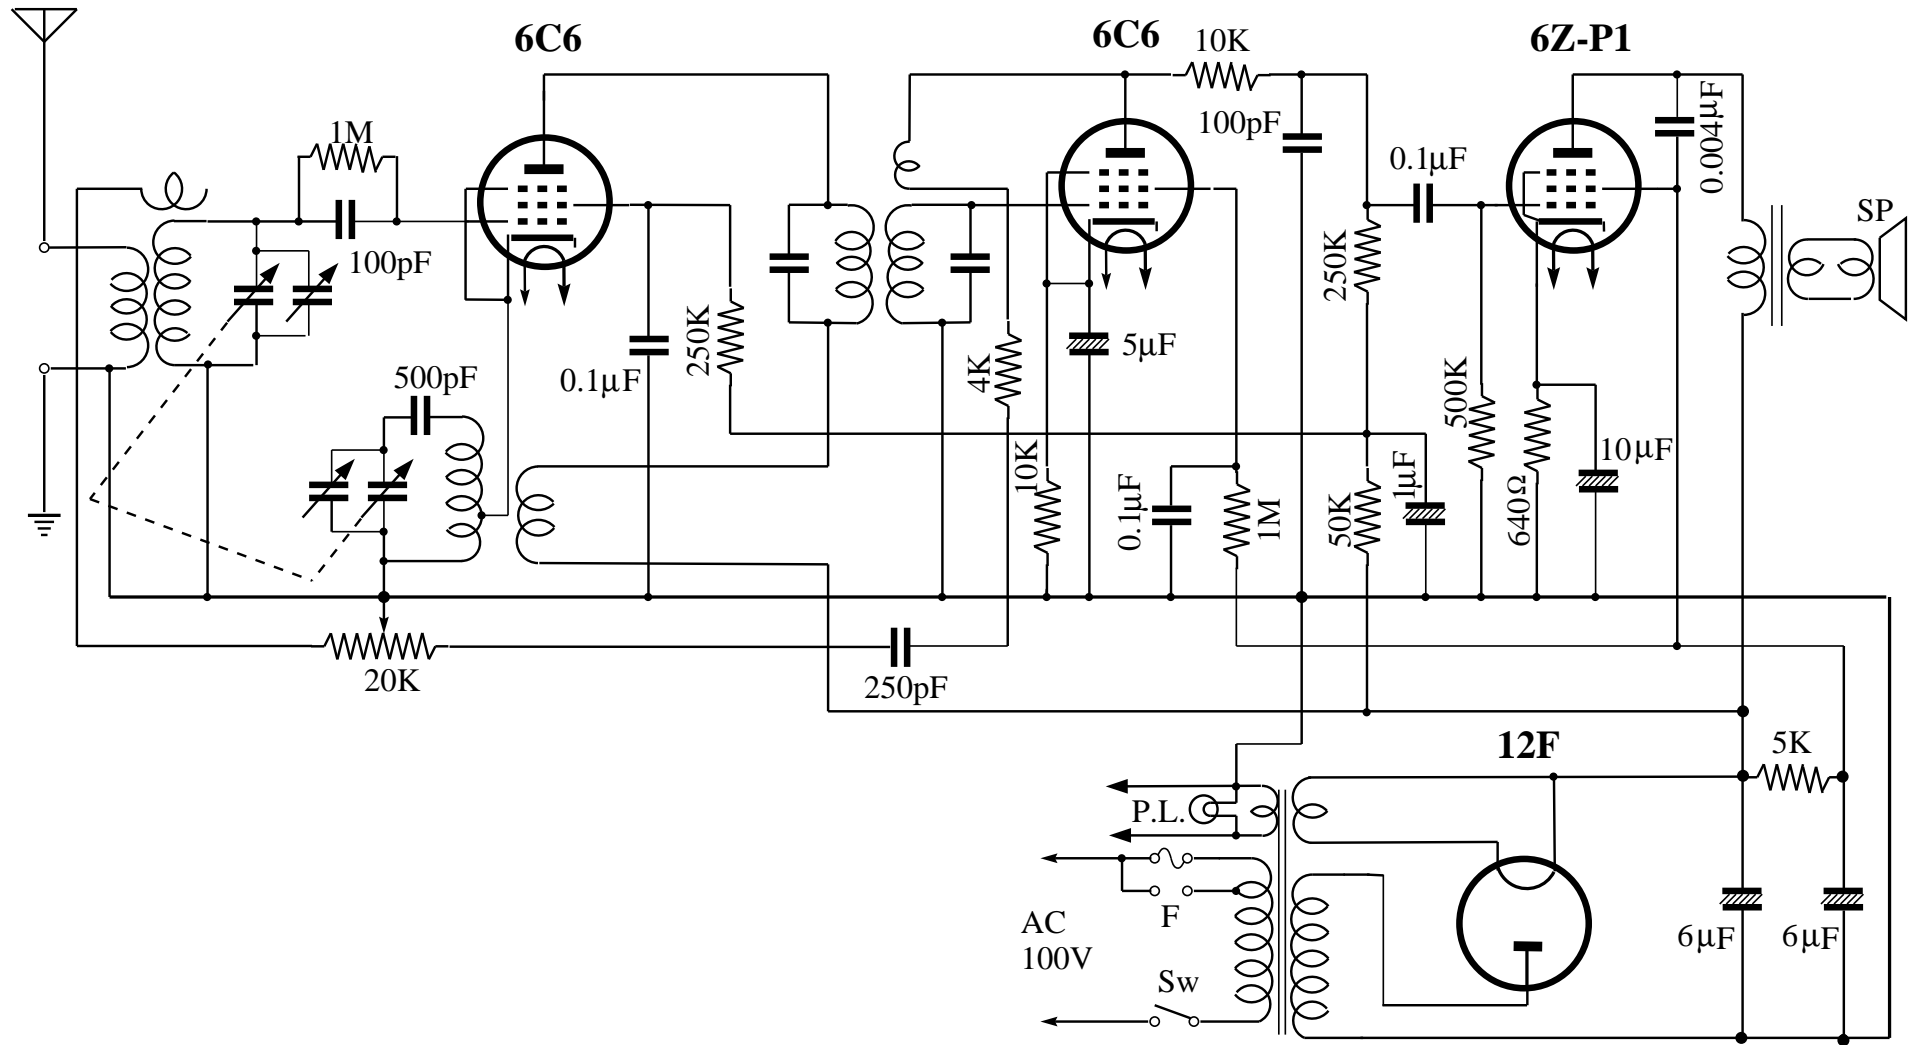 6C6
6C6
10K
6Z-P1
0.004µF
1M
100pF
0.1µF
SP
100pF
250K
250K
0.1µF
5µF
4K
500pF
500K
10K
10µF
0.1µF
1M
50K
1µF
640Ω
20K
250pF
12F
5K
P.L.
F
AC
100V
6µF
6µF
Sw